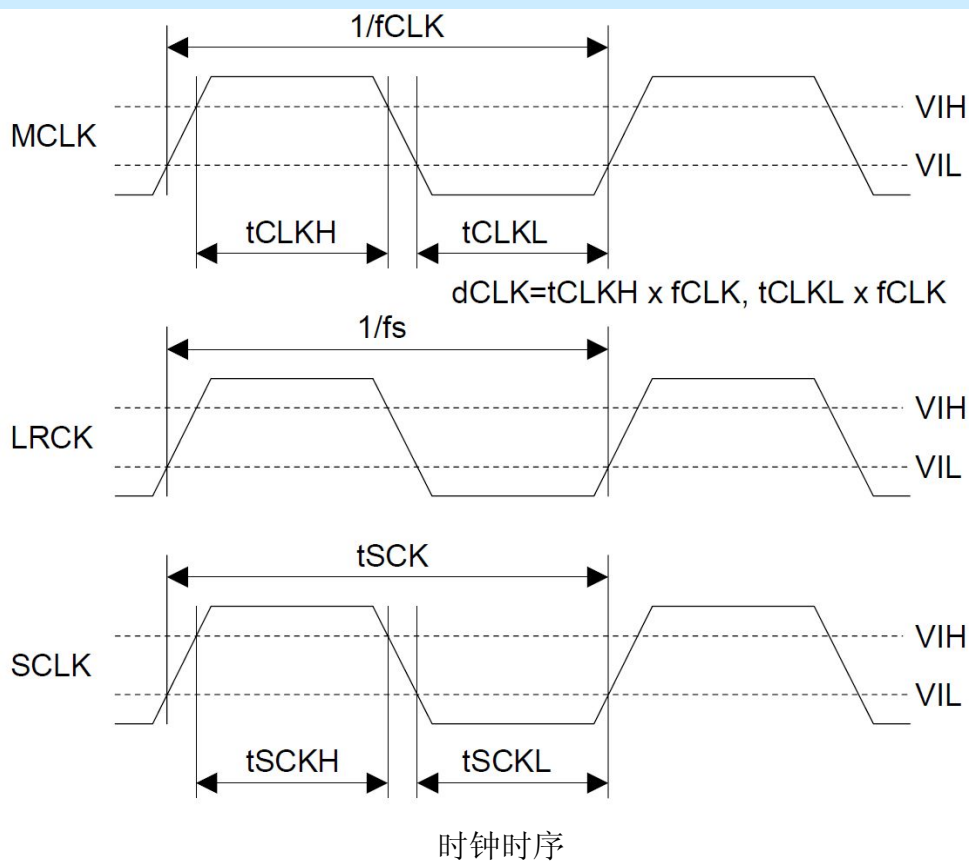 1/fCLK
VIH
MCLK
VIL
tCLKH
tCLKL
dCLK=tCLKH x fCLK, tCLKL x fCLK
1/fs
VIH
LRCK
VIL
tSCK
VIH
SCLK
VIL
tSCKH
tSCKL
时钟时序